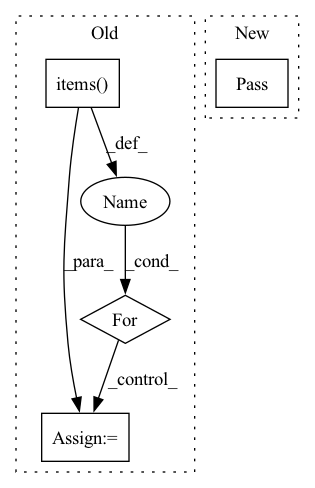 Old
New
items()
Pass
_def_
Name
_para_
_cond_
For
_control_
Assign:=